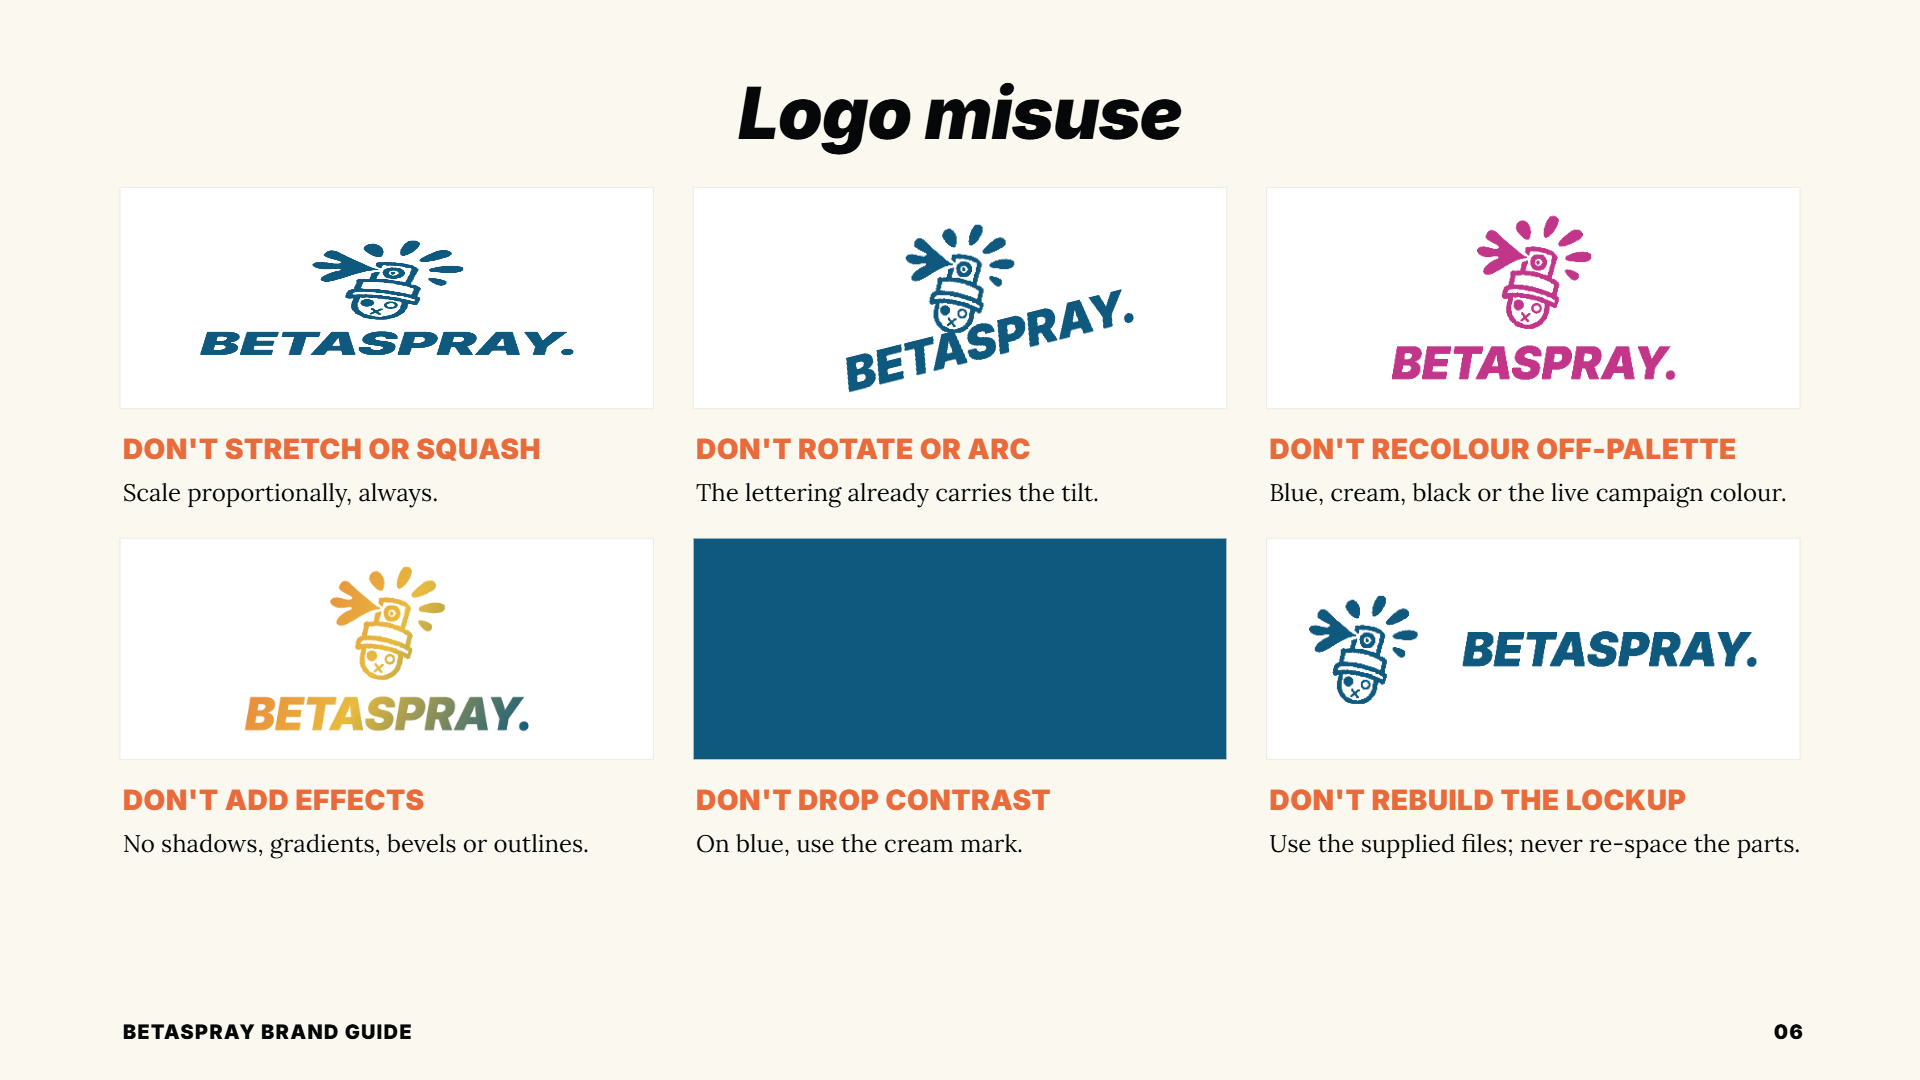 Logo misuse
BETASPRAY.
BETASPRAY.
BETASPRAY.
DON'T STRETCH OR SQUASH
Scale proportionally, always.
DON'T ROTATE OR ARC
The lettering already carries the tilt.
DON'T RECOLOUR OFF-PALETTE
Blue, cream, black or the live campaign colour.
BETASPRAY.
BETASPRAY.
DON'T ADD EFFECTS
No shadows, gradients, bevels or outlines.
DON'T DROP CONTRAST
On blue, use the cream mark.
DON'T REBUILD THE LOCKUP
Use the supplied files; never re-space the parts.
BETASPRAY BRAND GUIDE
06